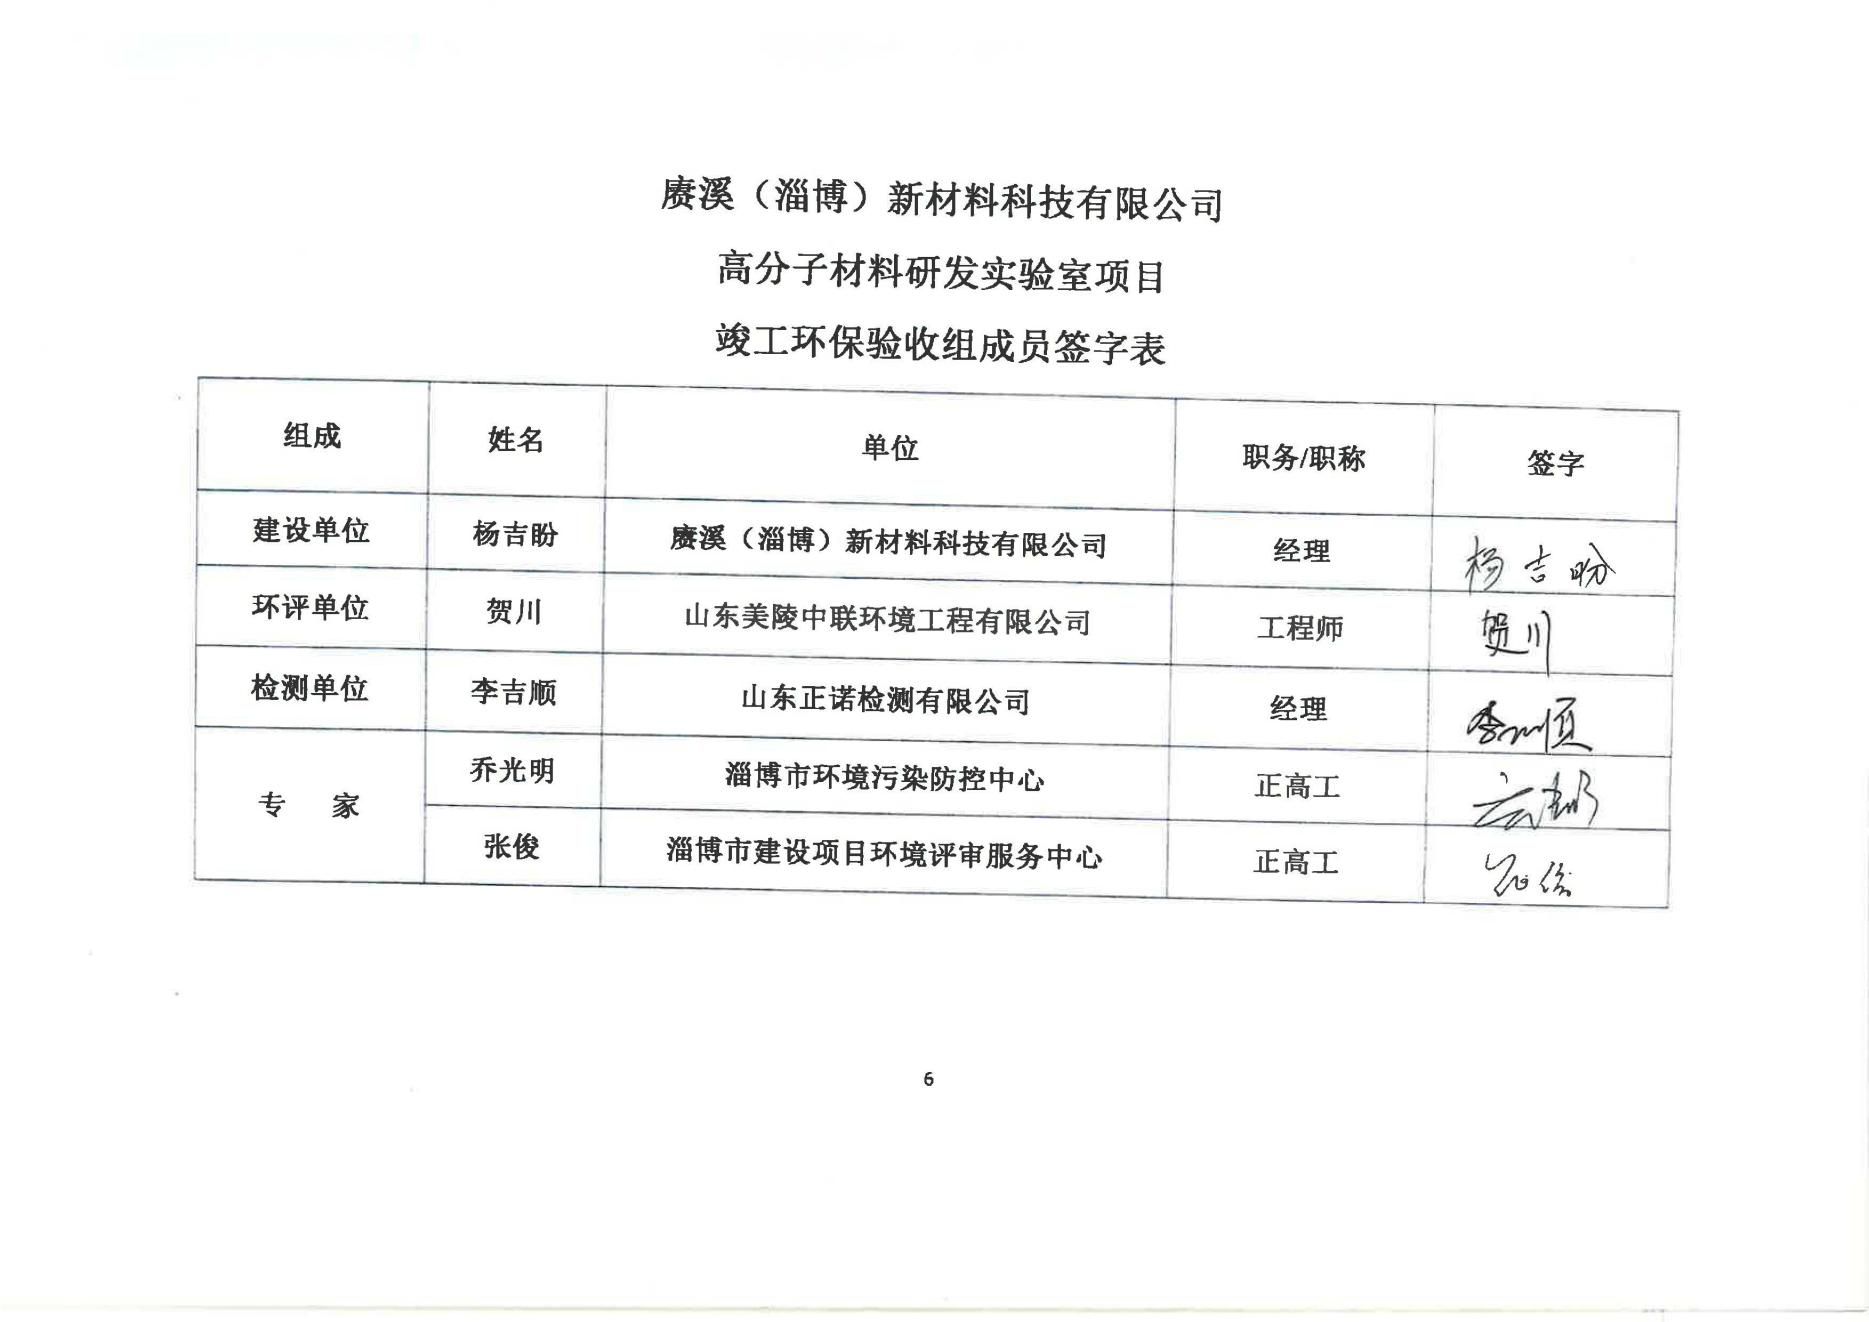 赓溪（淄博）新材料科技有限公司
高分子材料研发实验室项目
竣工环保验收组成员签字表
组成 姓名 单位 职务/职称 签字
建设单位 杨吉盼 赓溪（淄博）新材料科技有限公司 经理 杨吉盼
环评单位 贺川 山东美陵中联环境工程有限公司 工程师 贺川
检测单位 李吉顺 山东正诺检测有限公司 经理 李吉顺
专 家 乔光明 淄博市环境污染防控中心 正高工
张俊 淄博市建设项目环境评审服务中心 正高工 张俊
6